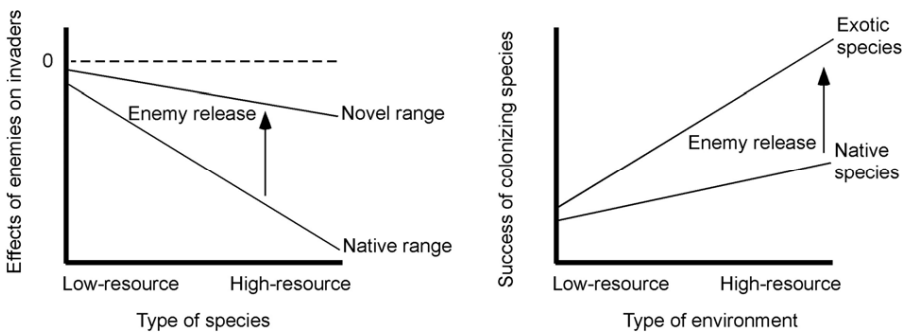 Effects of enemies on invaders
0
Enemy release
Novel range
Native range
Low-resource
High-resource
Type of species
Success of colonizing species
Exotic
species
Enemy release
Native
species
Low-resource
High-resource
Type of environment